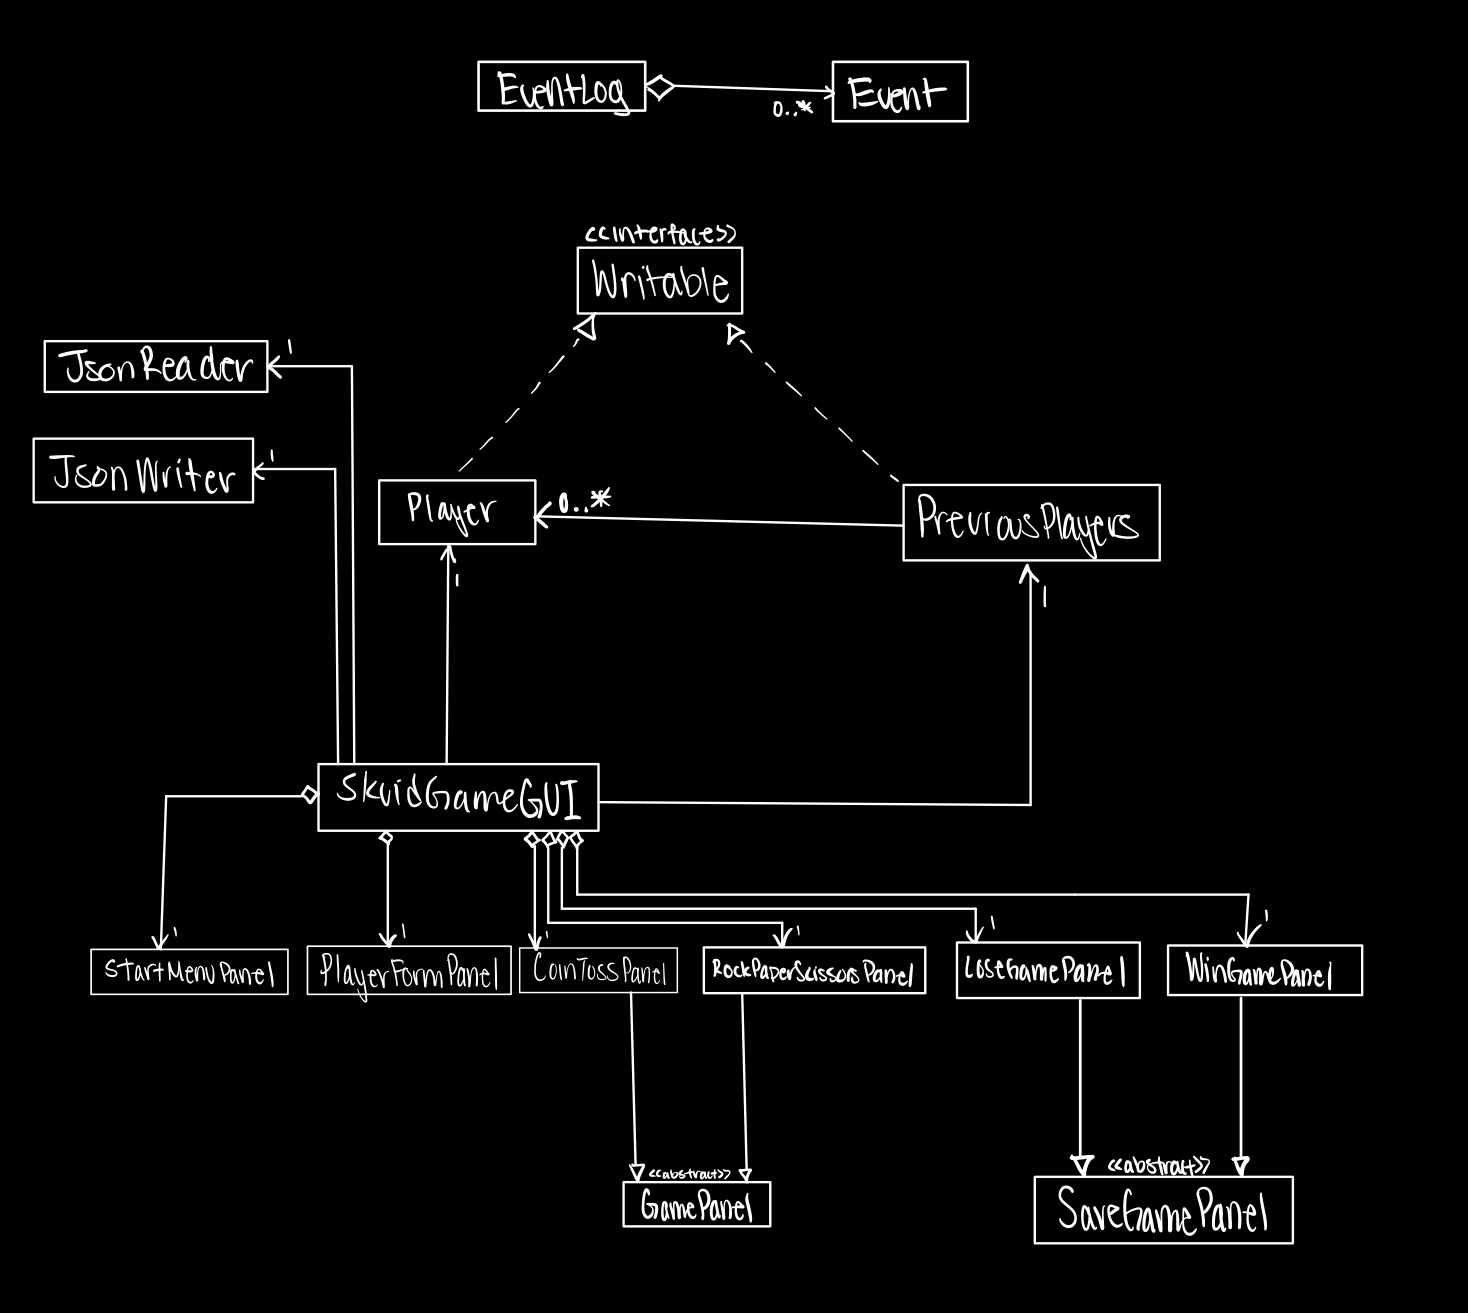 EventLog
Event
0..*
<<interface>>
Writable
JsonReader
1
JsonWriter
1
Player
0..*
PreviousPlayers
1
1
SkuidGameGUI
1
1
1
1
1
1
StartMenuPanel
PlayerFormPanel
CoinTossPanel
RockPaperScissorsPanel
LoseGamePanel
WinGamePanel
<<abstract>>
GamePanel
<<abstract>>
SaveGamePanel